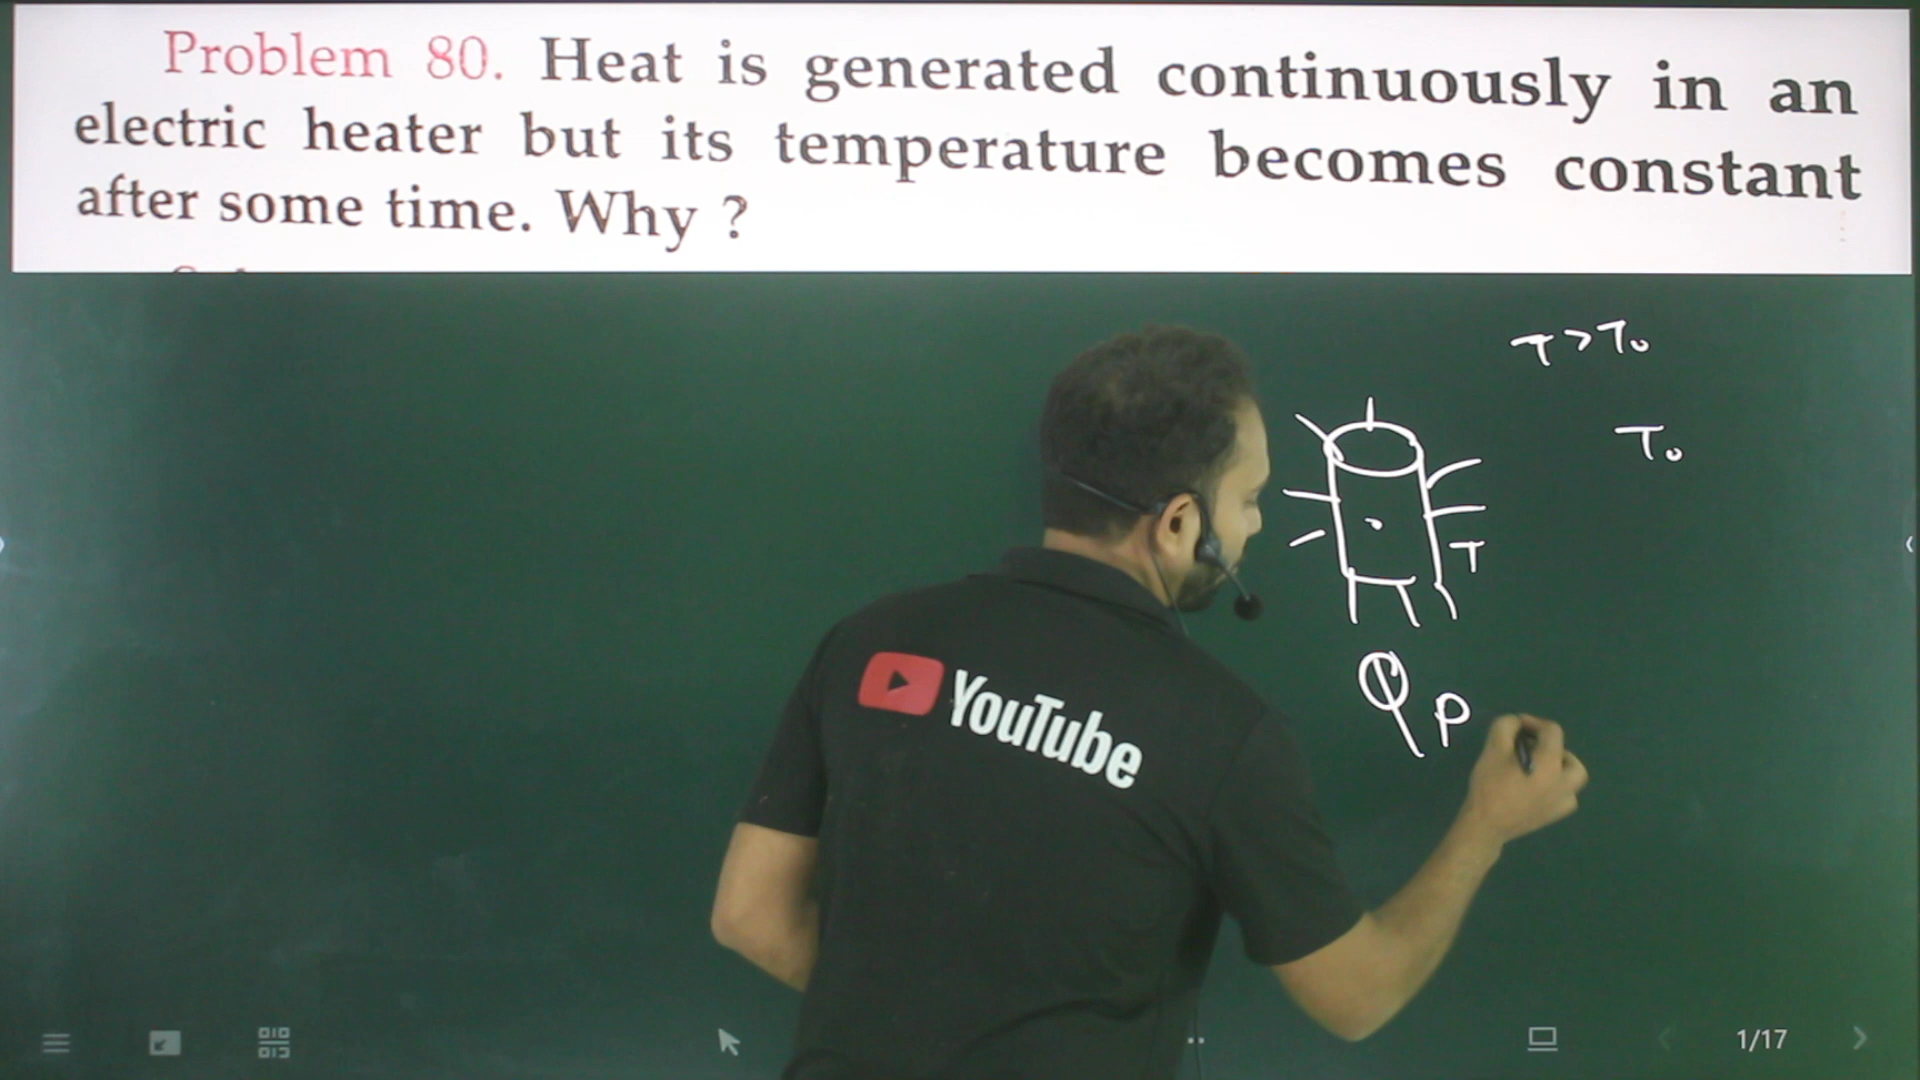 Problem 80. Heat is generated continuously in an
electric heater but its temperature becomes constant
after some time. Why ?
T > T₀
T₀
T
Q P
YouTube
1/17